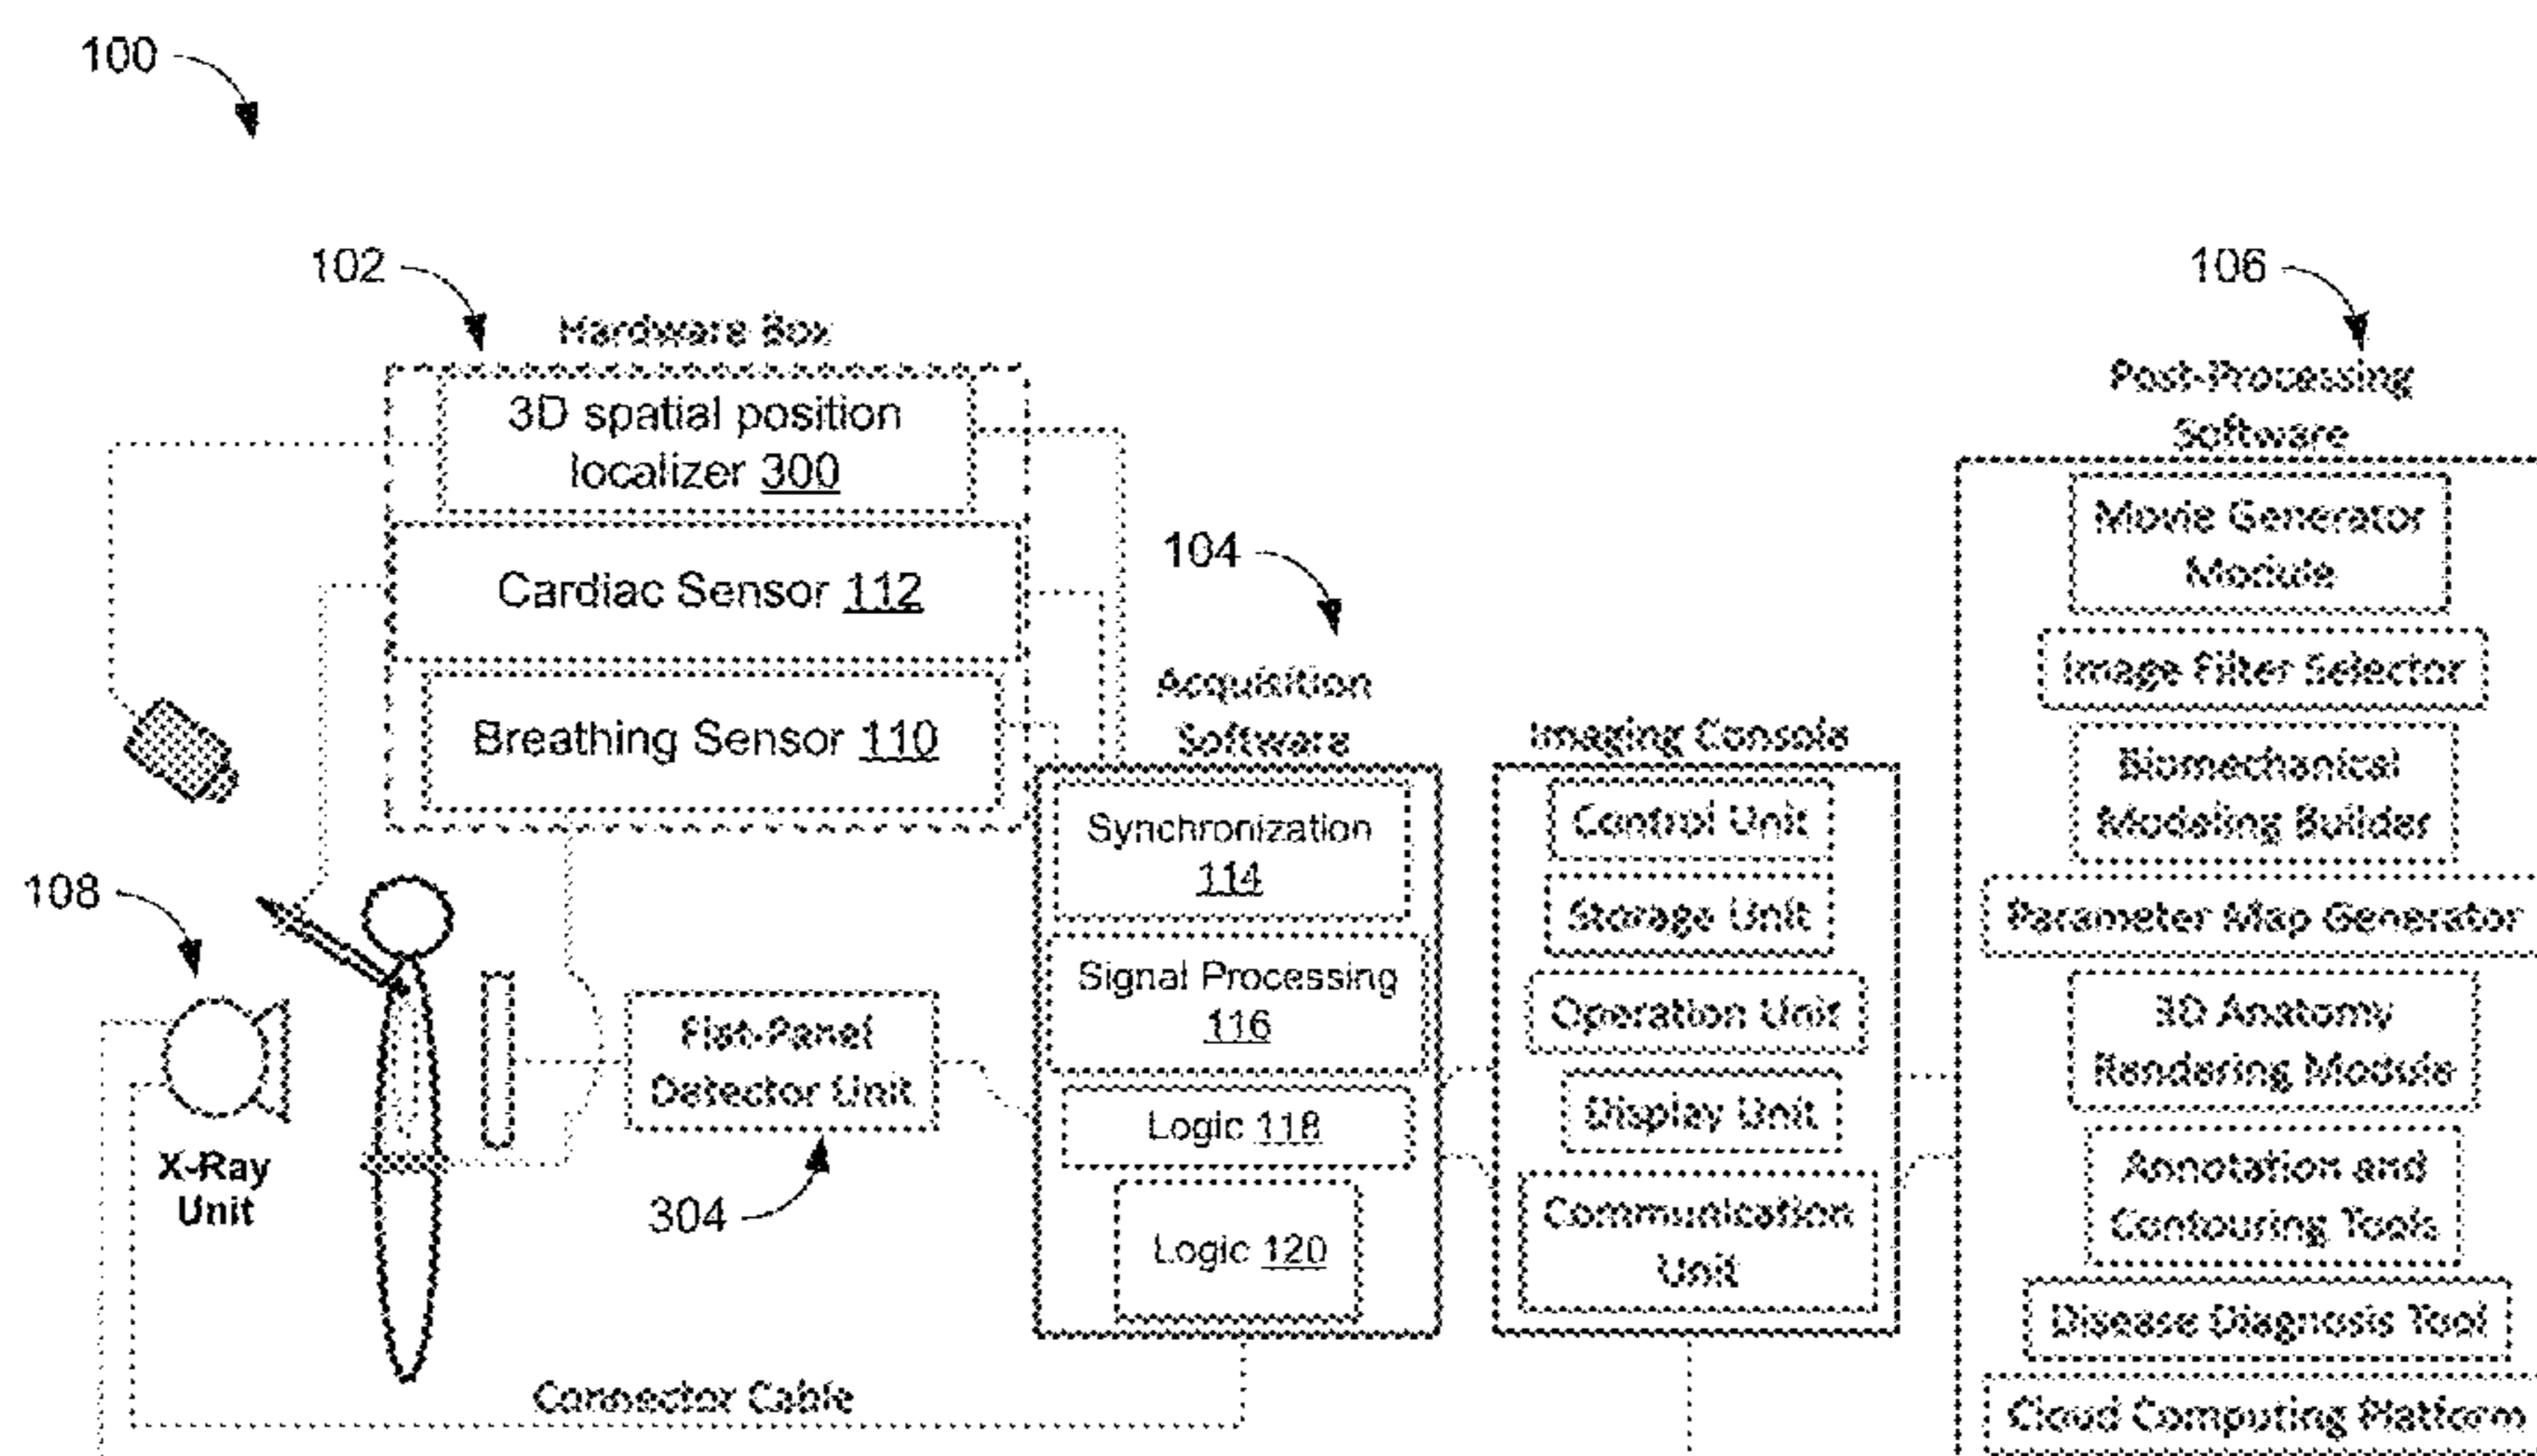 100
102
Hardware Box
3D spatial position
localizer 300
Cardiac Sensor 112
Breathing Sensor 110
108
X-Ray
Unit
Flat-Panel
Detector Unit
304
Connector Cable
104
Acquisition
Software
Synchronization
114
Signal Processing
116
Logic 118
Logic 120
Imaging Console
Control Unit
Storage Unit
Operation Unit
Display Unit
Communication
Unit
106
Post-Processing
Software
Movie Generator
Module
Image Filter Selector
Biomechanical
Modeling Builder
Parameter Map Generator
3D Anatomy
Rendering Module
Annotation and
Contouring Tools
Disease Diagnosis Tool
Cloud Computing Platform